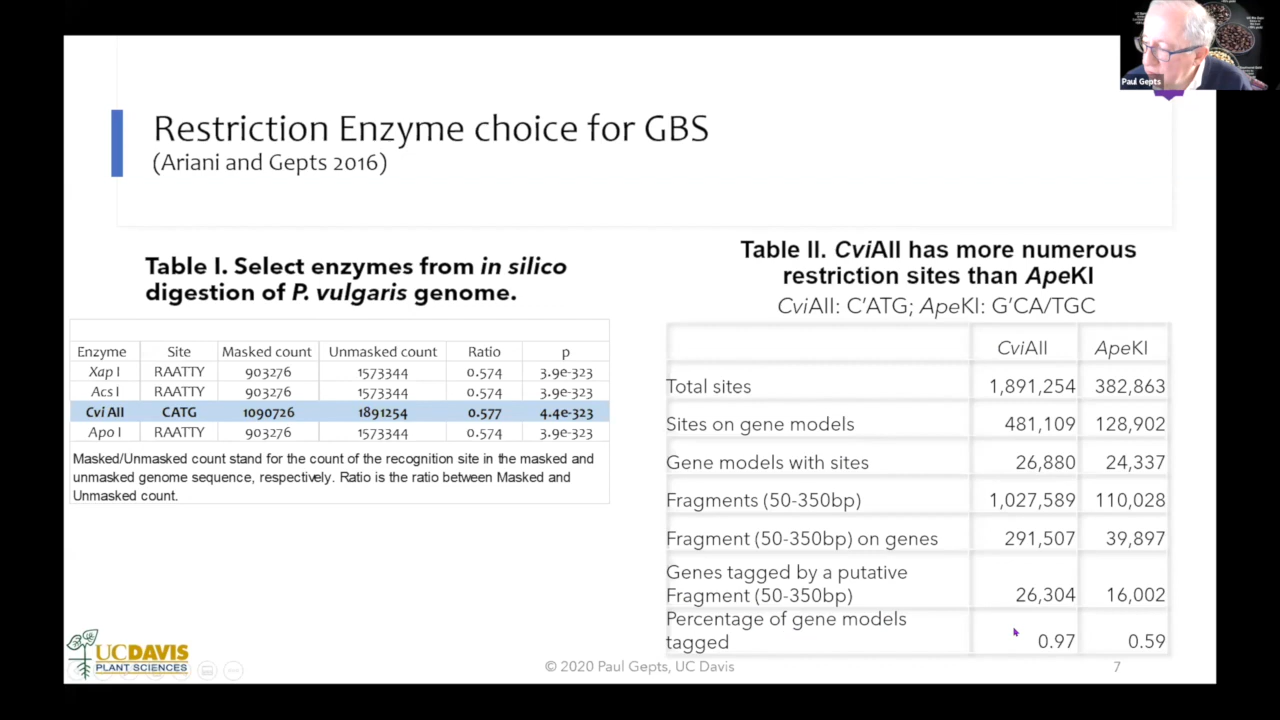 Paul Gepts
Restriction Enzyme choice for GBS
(Ariani and Gepts 2016)
Table I. Select enzymes from in silico
digestion of P. vulgaris genome.
Enzyme Site Masked count Unmasked count Ratio p
Xap I RAATTY 903276 1573344 0.574 3.9e-323
Acs I RAATTY 903276 1573344 0.574 3.9e-323
Cvi AII CATG 1090726 1891254 0.577 4.4e-323
Apo I RAATTY 903276 1573344 0.574 3.9e-323
Masked/Unmasked count stand for the count of the recognition site in the masked and
unmasked genome sequence, respectively. Ratio is the ratio between Masked and
Unmasked count.
Table II. CviAII has more numerous
restriction sites than ApeKI
CviAII: C'ATG; ApeKI: G'CA/TGC
CviAII ApeKI
Total sites 1,891,254 382,863
Sites on gene models 481,109 128,902
Gene models with sites 26,880 24,337
Fragments (50-350bp) 1,027,589 110,028
Fragment (50-350bp) on genes 291,507 39,897
Genes tagged by a putative
Fragment (50-350bp) 26,304 16,002
Percentage of gene models
tagged 0.97 0.59
UCDAVIS
PLANT SCIENCES
© 2020 Paul Gepts, UC Davis
7